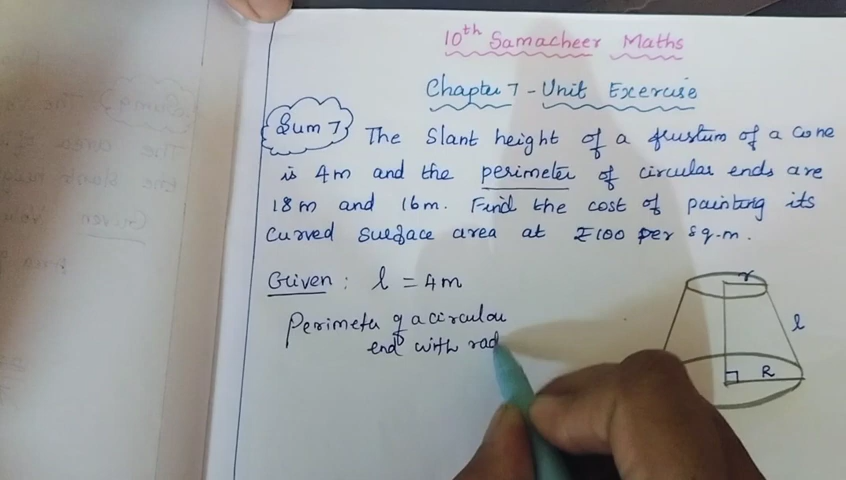 10th Samacheer Maths
Chapter 7 - Unit Exercise
Sum 7 The Slant height of a frustum of a cone
is 4m and the perimeter of circular ends are
18m and 16m. Find the cost of painting its
Curved Surface area at ₹100 per sq.m.
Given: l = 4m
Perimeter of a circular
end with rad
r
l
R